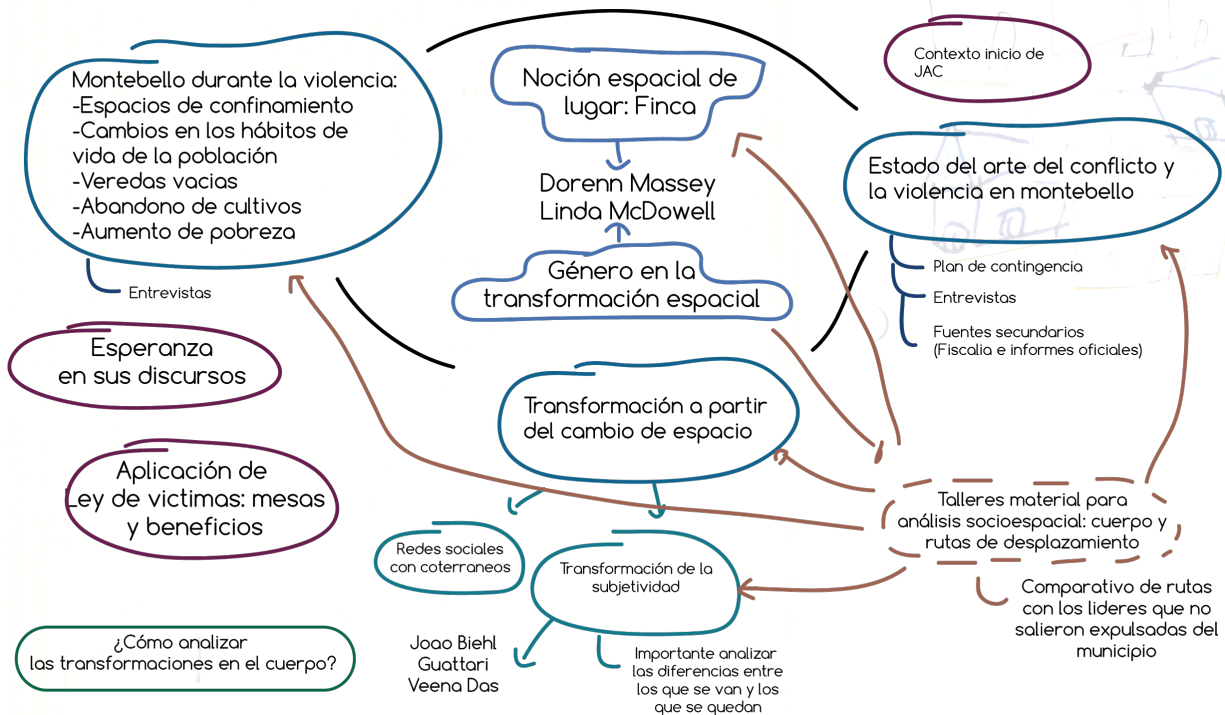 Montebello durante la violencia:
-Espacios de confinamiento
-Cambios en los hábitos de
vida de la población
-Veredas vacias
-Abandono de cultivos
-Aumento de pobreza
Entrevistas
Noción espacial de
lugar: Finca
Dorenn Massey
Linda McDowell
Género en la
transformación espacial
Contexto inicio de
JAC
Estado del arte del conflicto y
la violencia en montebello
Plan de contingencia
Entrevistas
Fuentes secundarios
(Fiscalia e informes oficiales)
Esperanza
en sus discursos
Transformación a partir
del cambio de espacio
Aplicación de
Ley de victimas: mesas
y beneficios
Talleres material para
análisis socioespacial: cuerpo y
rutas de desplazamiento
Redes sociales
con coterraneos
Transformación de la
subjetividad
Comparativo de rutas
con los lideres que no
salieron expulsadas del
municipio
¿Cómo analizar
las transformaciones en el cuerpo?
Joao Biehl
Guattari
Veena Das
Importante analizar
las diferencias entre
los que se van y los
que se quedan